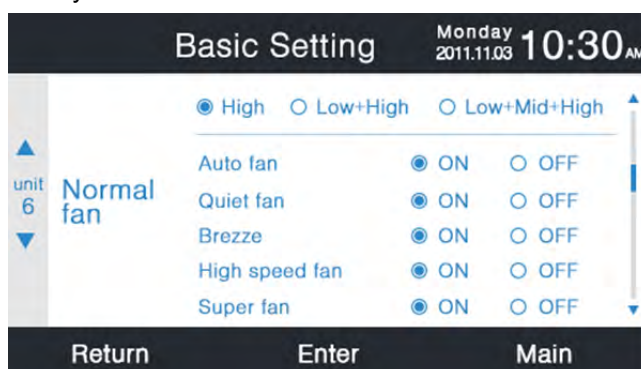 Basic Setting
Monday
2011.11.03 10:30 AM
High Low+High Low+Mid+High
unit
6
Normal
fan
Auto fan ON OFF
Quiet fan ON OFF
Brezze ON OFF
High speed fan ON OFF
Super fan ON OFF
Return Enter Main